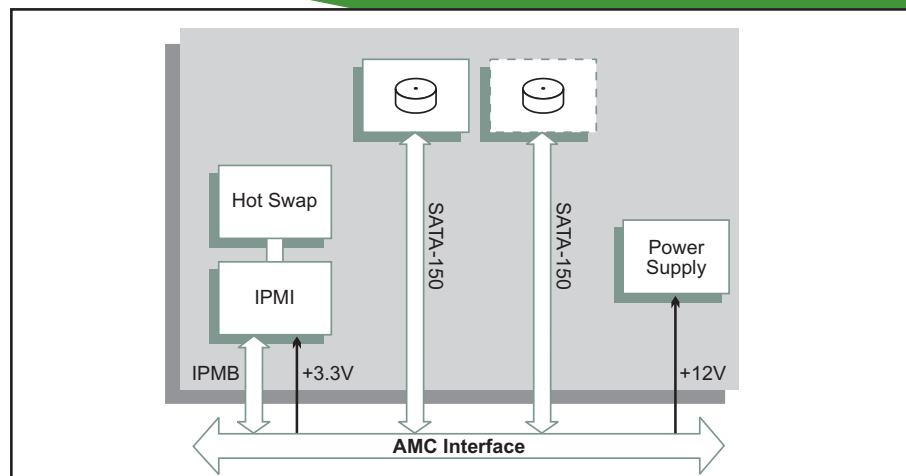 SATA-150
SATA-150
Hot Swap
Power
Supply
IPMI
IPMB
+3.3V
+12V
AMC Interface